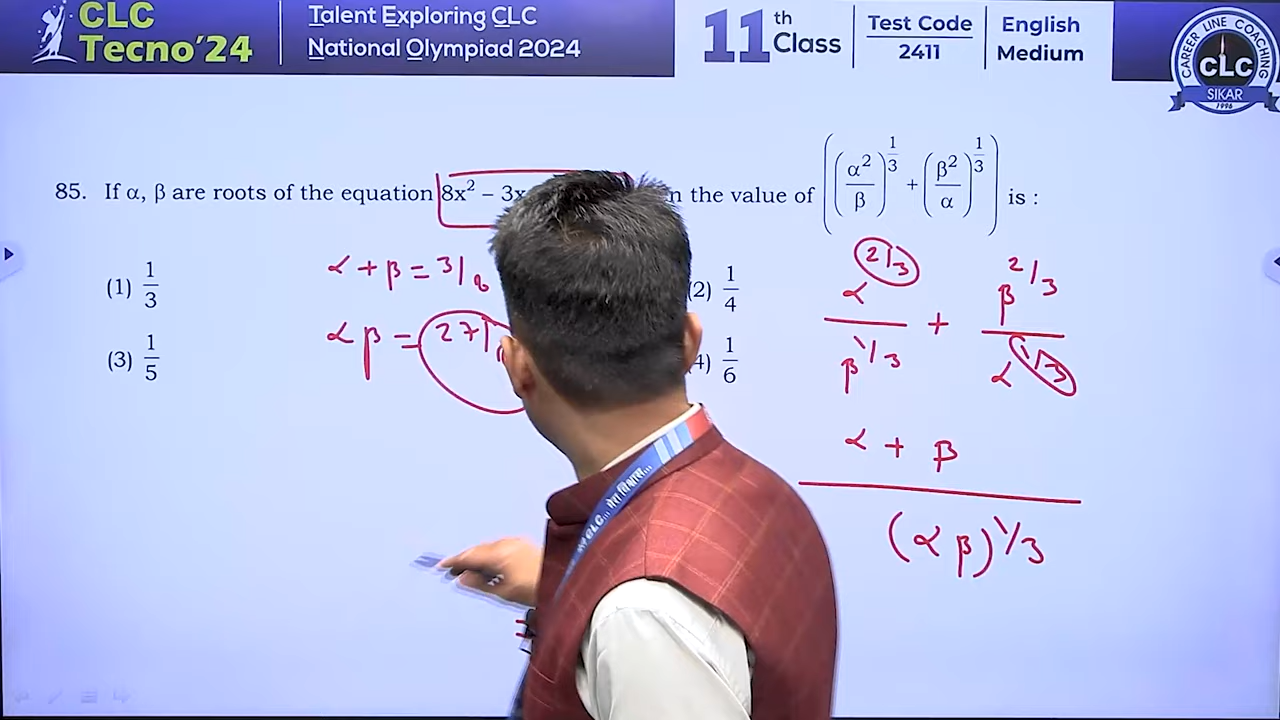 CLC
Tecno'24
Talent Exploring CLC
National Olympiad 2024
11th Class
Test Code
2411
English
Medium
CAREER LINE COACHING
CLC
SIKAR
1996
85. If α, β are roots of the equation 8x² – 3x the value of ((α²/β)^(1/3) + (β²/α)^(1/3)) is :
(1) 1/3
(2) 1/4
(3) 1/5
(4) 1/6
α + β = 3/8
αβ = 27/
α^(2/3)/β^(1/3) + β^(2/3)/α^(1/3)
α + β
(αβ)^(1/3)
CLC..